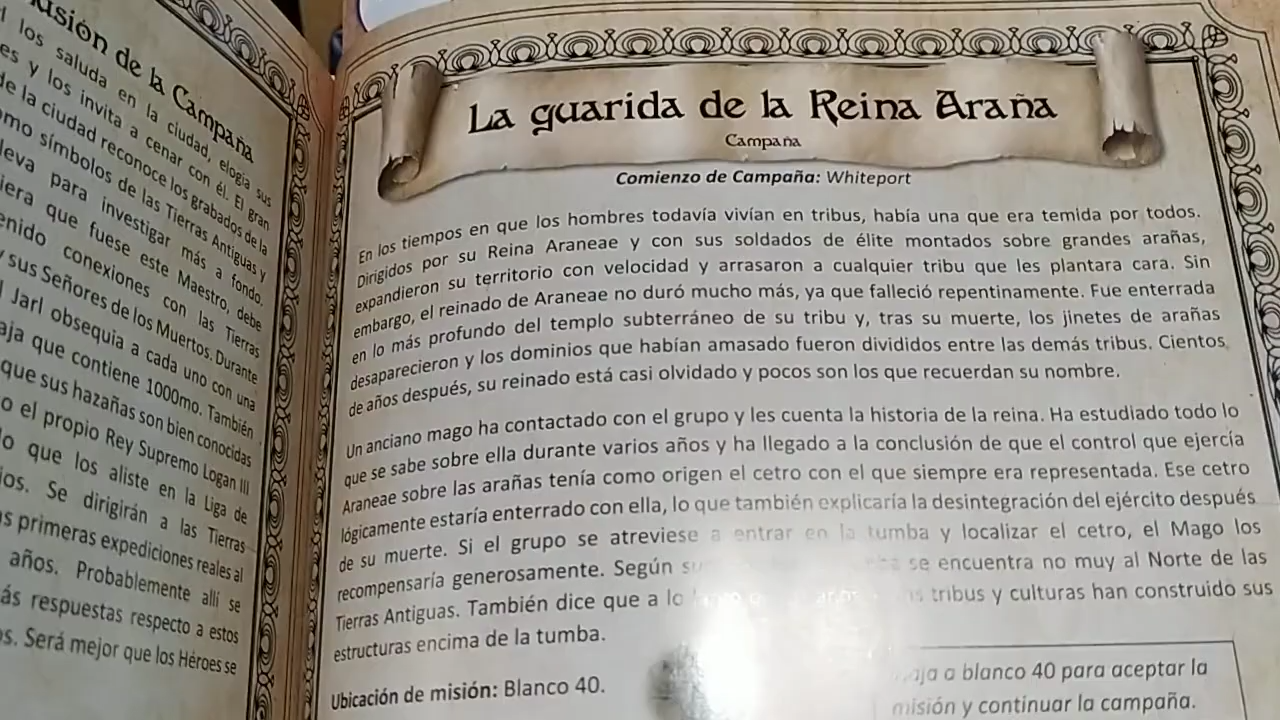 usión de la Campaña
los saluda en la ciudad, elogia sus
es y los invita a cenar con él. El gran
de la ciudad reconoce los grabados de la
omo símbolos de las Tierras Antiguas y
leva para investigar más a fondo.
iera que fuese este Maestro, debe
enido conexiones con las Tierras
y sus Señores de los Muertos. Durante
l Jarl obsequia a cada uno con una
aja que contiene 1000mo. También
que sus hazañas son bien conocidas
o el propio Rey Supremo Logan III
lo que los aliste en la Liga de
ios. Se dirigirán a las Tierras
as primeras expediciones reales al
años. Probablemente allí se
ás respuestas respecto a estos
os. Será mejor que los Héroes se
La guarida de la Reina Araña
Campaña
Comienzo de Campaña: Whiteport
En los tiempos en que los hombres todavía vivían en tribus, había una que era temida por todos.
Dirigidos por su Reina Araneae y con sus soldados de élite montados sobre grandes arañas,
expandieron su territorio con velocidad y arrasaron a cualquier tribu que les plantara cara. Sin
embargo, el reinado de Araneae no duró mucho más, ya que falleció repentinamente. Fue enterrada
en lo más profundo del templo subterráneo de su tribu y, tras su muerte, los jinetes de arañas
desaparecieron y los dominios que habían amasado fueron divididos entre las demás tribus. Cientos
de años después, su reinado está casi olvidado y pocos son los que recuerdan su nombre.
Un anciano mago ha contactado con el grupo y les cuenta la historia de la reina. Ha estudiado todo lo
que se sabe sobre ella durante varios años y ha llegado a la conclusión de que el control que ejercía
Araneae sobre las arañas tenía como origen el cetro con el que siempre era representada. Ese cetro
lógicamente estaría enterrado con ella, lo que también explicaría la desintegración del ejército después
de su muerte. Si el grupo se atreviese a entrar en la tumba y localizar el cetro, el Mago los
recompensaría generosamente. Según se encuentra no muy al Norte de las
Tierras Antiguas. También dice que a lo tribus y culturas han construido sus
estructuras encima de la tumba.
Ubicación de misión: Blanco 40.
aja a blanco 40 para aceptar la
misión y continuar la campaña.